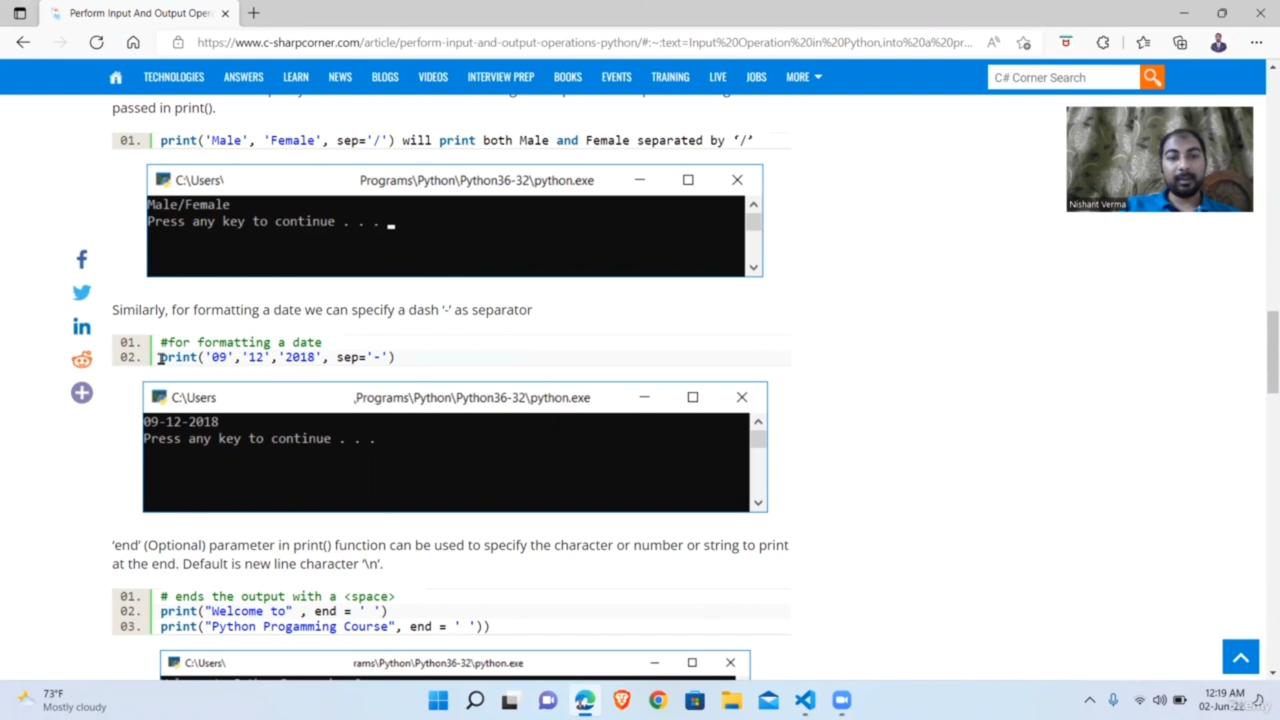 Perform Input And Output Oper
https://www.c-sharpcorner.com/article/perform-input-and-output-operations-python/#:~:text=Input%20Operation%20in%20Python,into%20a%20pr...
TECHNOLOGIES ANSWERS LEARN NEWS BLOGS VIDEOS INTERVIEW PREP BOOKS EVENTS TRAINING LIVE JOBS MORE
C# Corner Search
passed in print().
01. print('Male', 'Female', sep='/') will print both Male and Female separated by ‘/’
C:\Users\ Programs\Python\Python36-32\python.exe
Male/Female
Press any key to continue . . .
Nishant Verma
Similarly, for formatting a date we can specify a dash ‘-’ as separator
01. #for formatting a date
02. print('09','12','2018', sep='-')
C:\Users ,Programs\Python\Python36-32\python.exe
09-12-2018
Press any key to continue . . .
‘end’ (Optional) parameter in print() function can be used to specify the character or number or string to print
at the end. Default is new line character ‘\n’.
01. # ends the output with a <space>
02. print("Welcome to" , end = ' ')
03. print("Python Progamming Course", end = ' '))
C:\Users\ rams\Python\Python36-32\python.exe
73°F
Mostly cloudy
12:19 AM
02-Jun-22